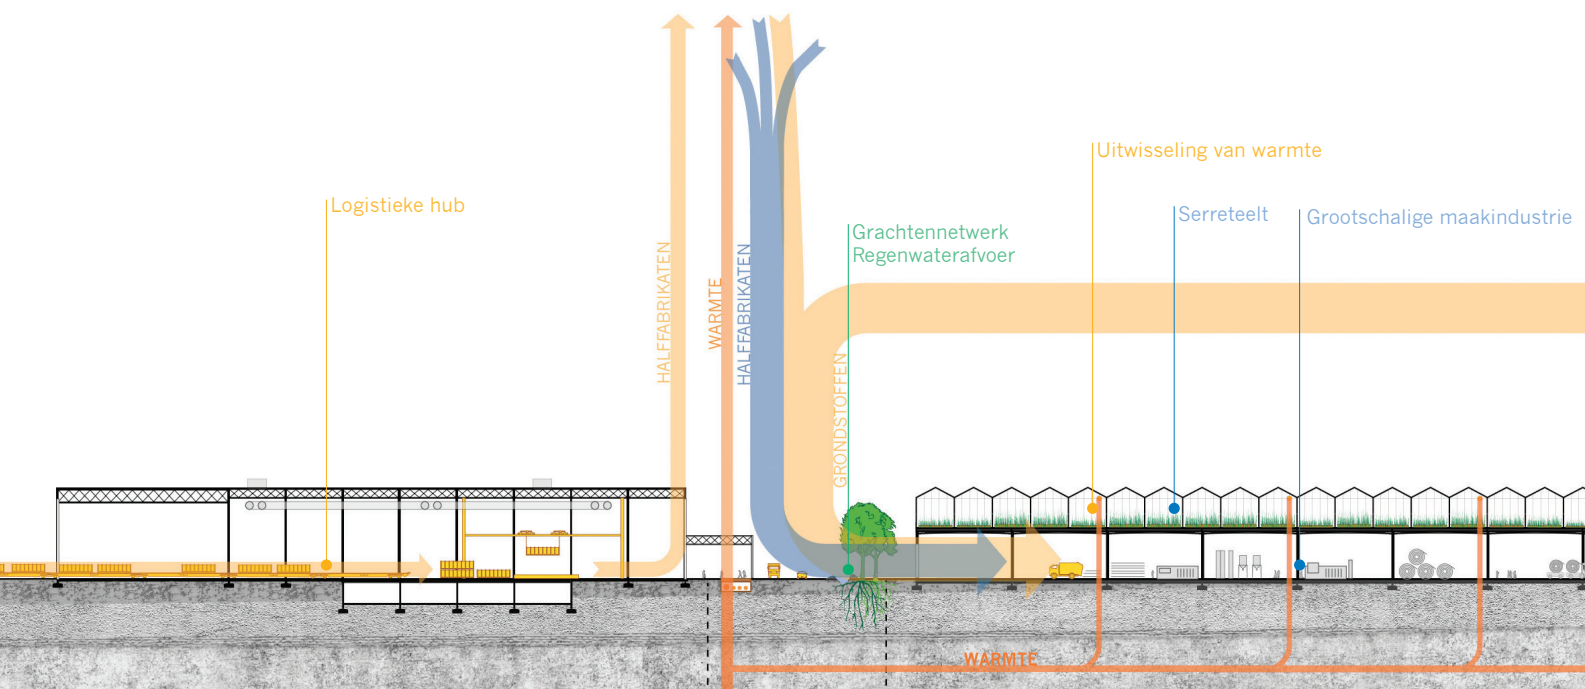 Logistieke hub
HALFFABRIKATEN
WARMTE
HALFFABRIKATEN
GRONDSTOFFEN
Grachtennetwerk
Regenwaterafvoer
Uitwisseling van warmte
Serreteelt
Grootschalige maakindustrie
WARMTE